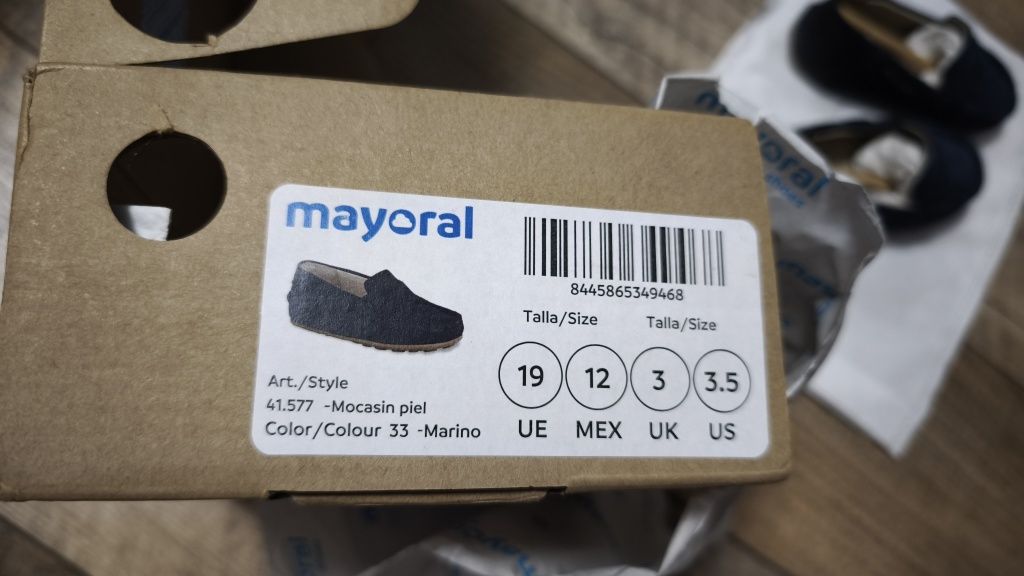 mayoral
8445865349468
Talla/Size Talla/Size
19 12 3 3.5
UE MEX UK US
Art./Style
41.577 -Mocasin piel
Color/Colour 33 -Marino
mayoral